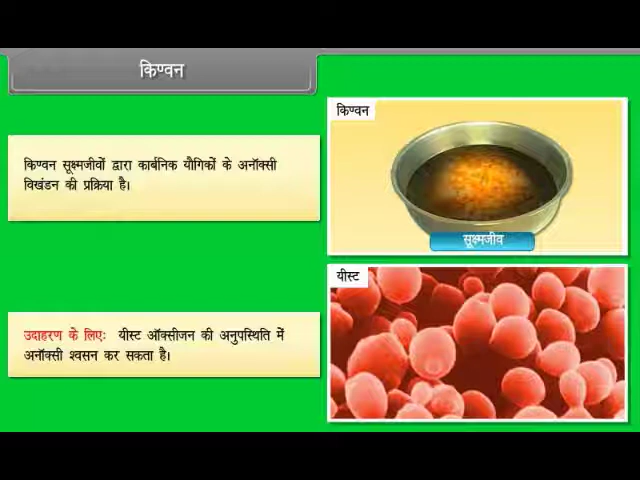 किण्वन
किण्वन सूक्ष्मजीवों द्वारा कार्बनिक यौगिकों के अनॉक्सी
विखंडन की प्रक्रिया है।
किण्वन
सूक्ष्मजीव
उदाहरण के लिएः यीस्ट ऑक्सीजन की अनुपस्थिति में
अनॉक्सी श्वसन कर सकता है।
यीस्ट